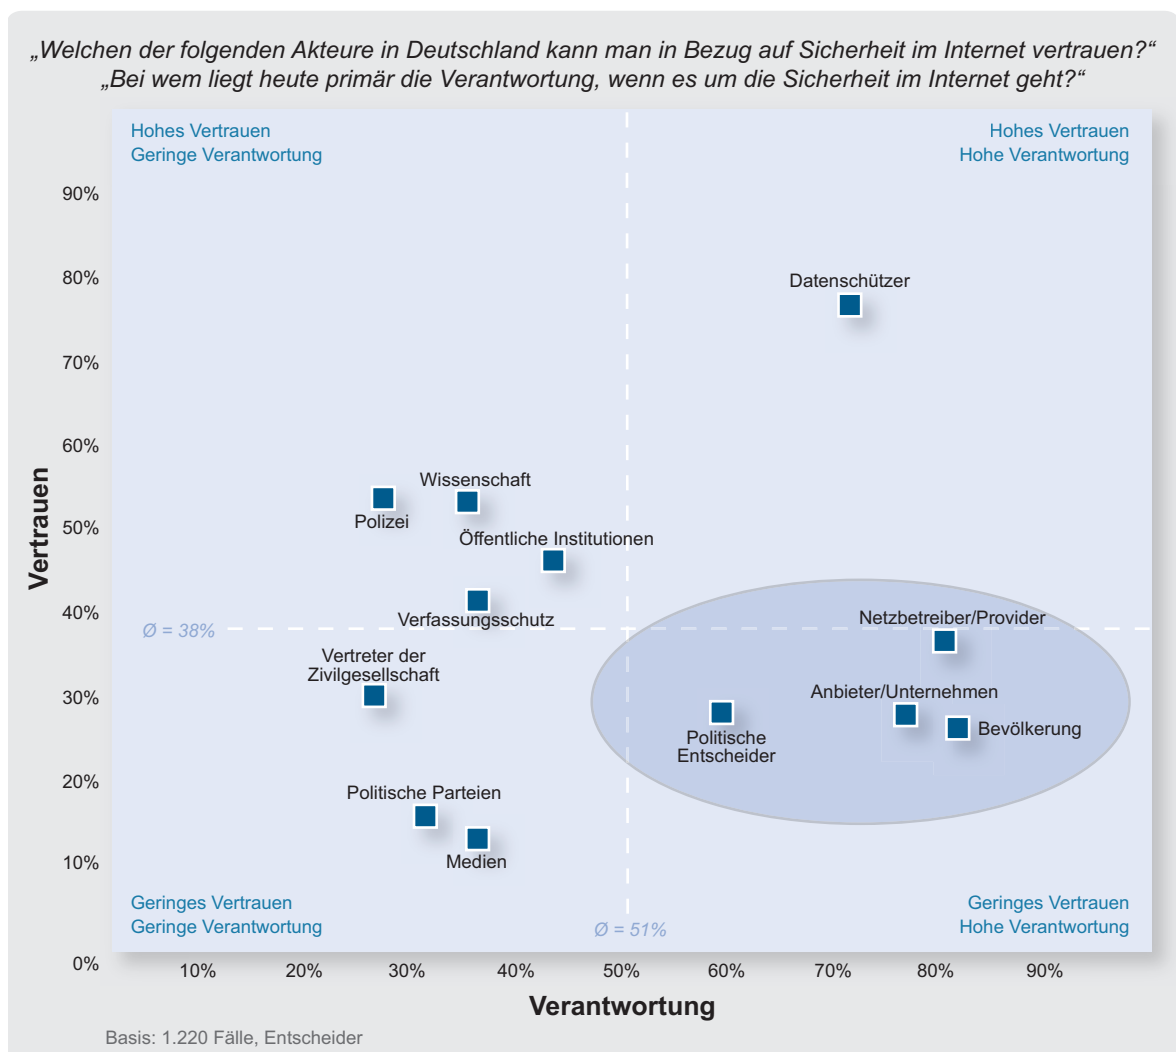 „Welchen der folgenden Akteure in Deutschland kann man in Bezug auf Sicherheit im Internet vertrauen?“
„Bei wem liegt heute primär die Verantwortung, wenn es um die Sicherheit im Internet geht?“
Hohes Vertrauen
Geringe Verantwortung
Hohes Vertrauen
Hohe Verantwortung
90%
80%
70%
60%
50%
40%
30%
20%
10%
0%
Vertrauen
Datenschützer
Wissenschaft
Polizei
Öffentliche Institutionen
Verfassungsschutz
Ø = 38%
Netzbetreiber/Provider
Vertreter der
Zivilgesellschaft
Anbieter/Unternehmen
Bevölkerung
Politische
Entscheider
Politische Parteien
Medien
Geringes Vertrauen
Geringe Verantwortung
Ø = 51%
Geringes Vertrauen
Hohe Verantwortung
10%
20%
30%
40%
50%
60%
70%
80%
90%
Verantwortung
Basis: 1.220 Fälle, Entscheider